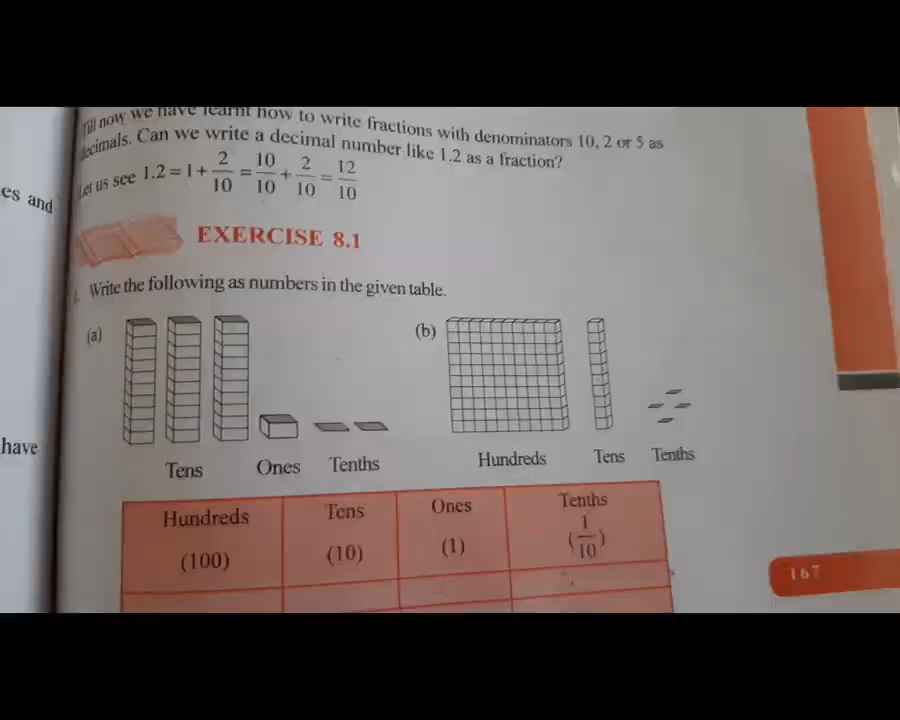 Till now we have learnt how to write fractions with denominators 10, 2 or 5 as
decimals. Can we write a decimal number like 1.2 as a fraction?
Let us see 1.2 = 1 + 2/10 = 10/10 + 2/10 = 12/10
es and
EXERCISE 8.1
Write the following as numbers in the given table.
(a)
(b)
have
Tens Ones Tenths
Hundreds Tens Tenths
Hundreds Tens Ones Tenths
(100) (10) (1) (1/10)
167